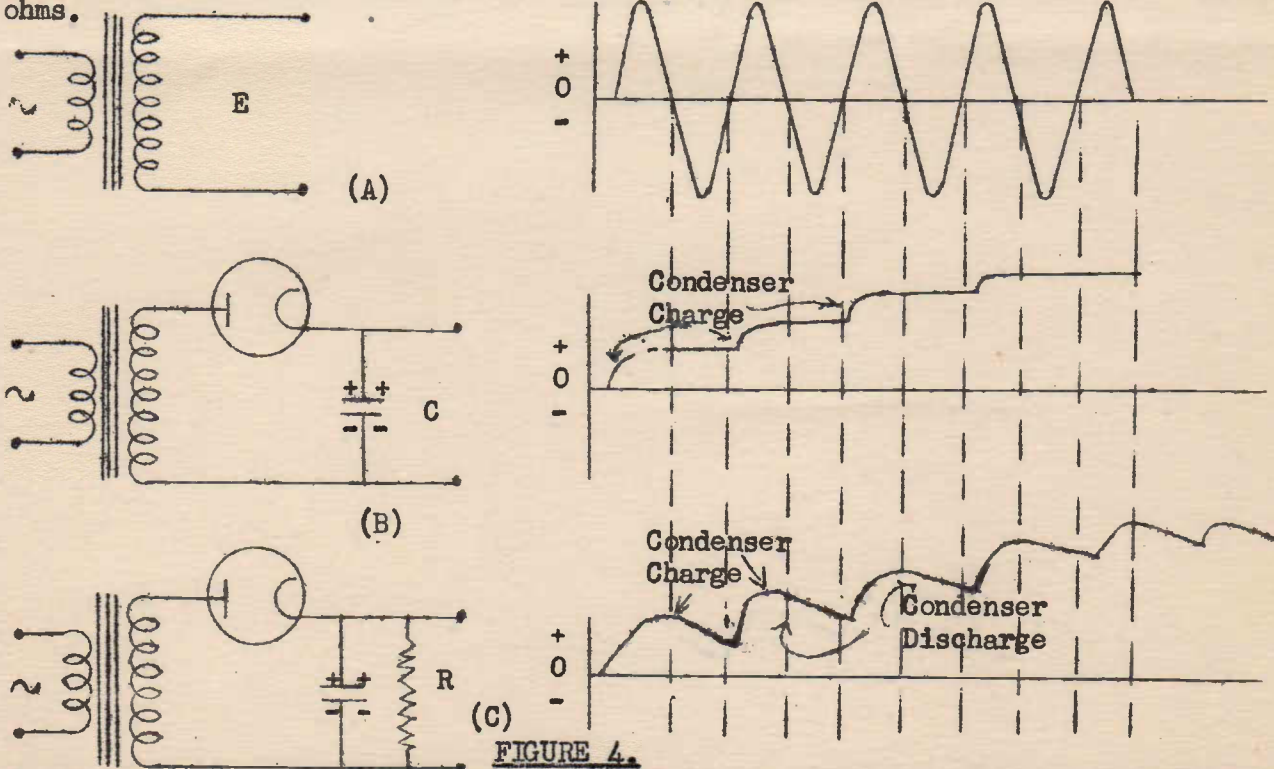 ohms.
E
(A)
+
0
-
Condenser
Charge
+
0
-
+ +
- -
C
(B)
Condenser
Charge
Condenser
Discharge
+
0
-
+ +
- -
R
(C)
FIGURE 4.